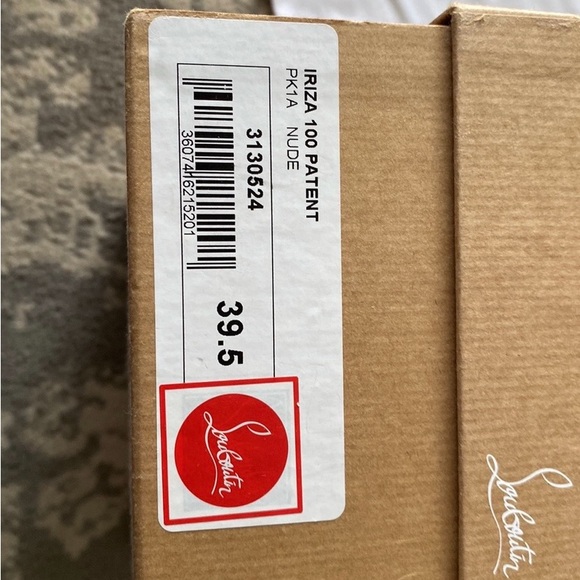 IRIZA 100 PATENT
PK1A NUDE
3130524
3607416215201
39.5
Louboutin
Louboutin